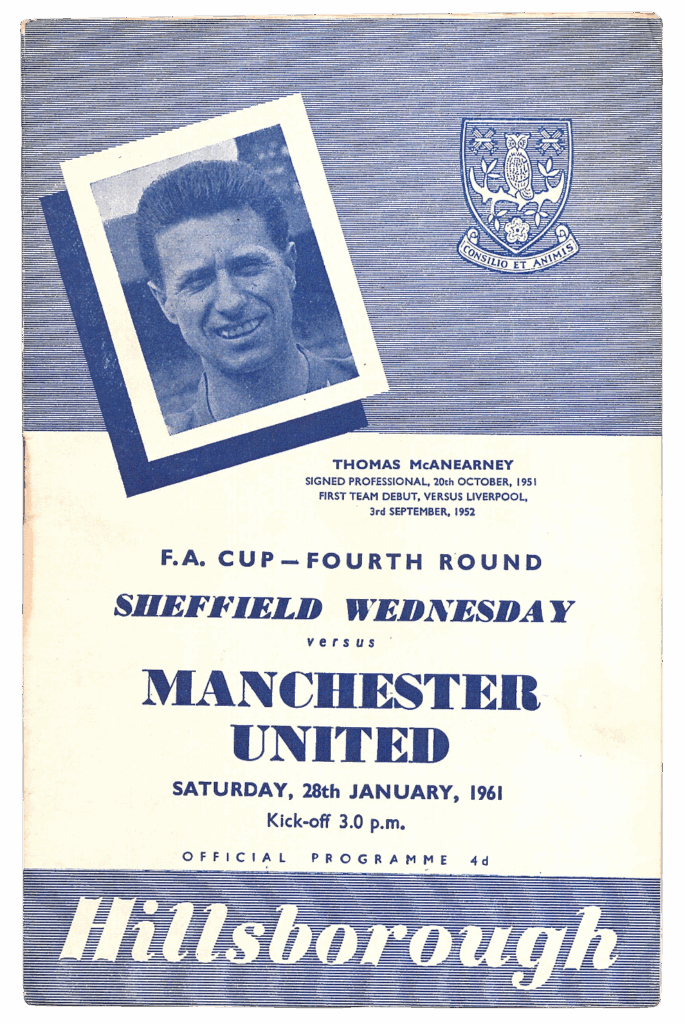 CONSILIO ET ANIMIS
THOMAS McANEARNEY
SIGNED PROFESSIONAL, 20th OCTOBER, 1951
FIRST TEAM DEBUT, VERSUS LIVERPOOL,
3rd SEPTEMBER, 1952
F.A. CUP — FOURTH ROUND
SHEFFIELD WEDNESDAY
versus
MANCHESTER
UNITED
SATURDAY, 28th JANUARY, 1961
Kick-off 3.0 p.m.
OFFICIAL PROGRAMME 4d
Hillsborough